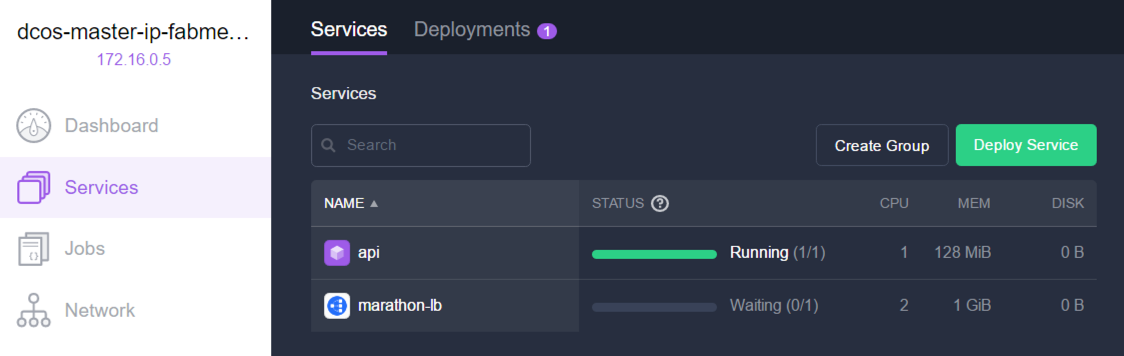 dcos-master-ip-fabme...
172.16.0.5
Dashboard
Services
Jobs
Network
Services Deployments 1
Services
Search
Create Group Deploy Service
NAME STATUS ? CPU MEM DISK
api Running (1/1) 1 128 MiB 0 B
marathon-lb Waiting (0/1) 2 1 GiB 0 B